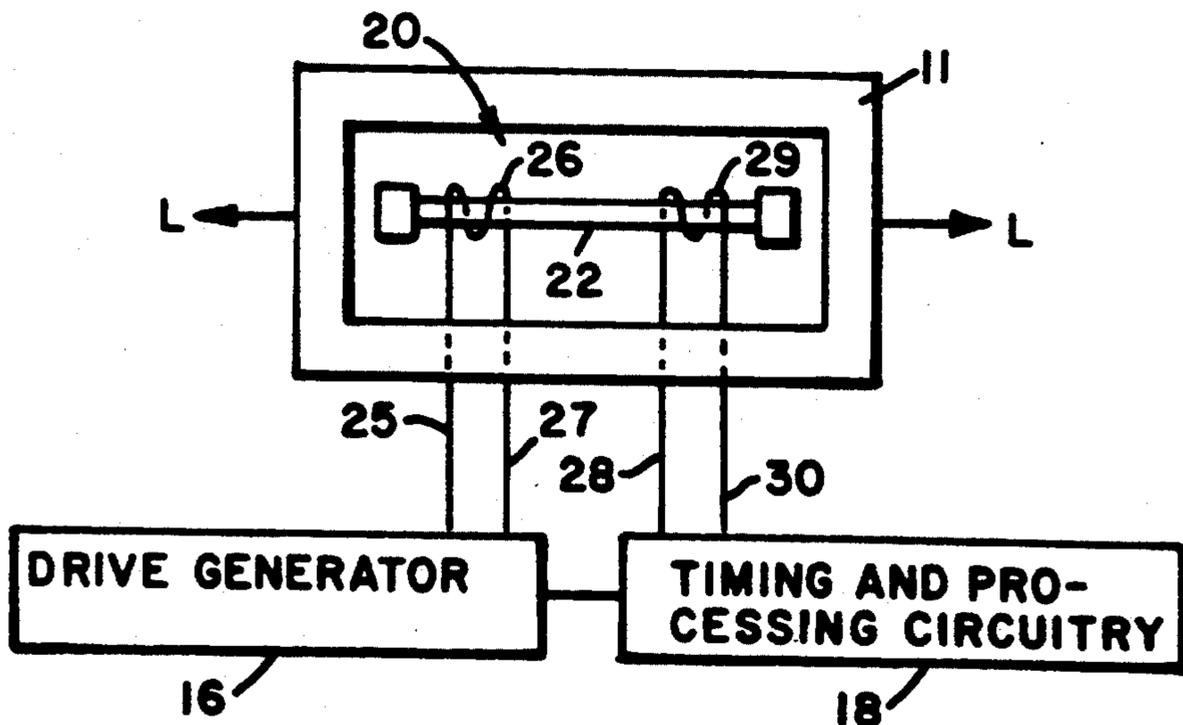 20
11
26
29
L
L
22
25
27
28
30
DRIVE GENERATOR
TIMING AND PRO-
CESSING CIRCUITRY
16
18